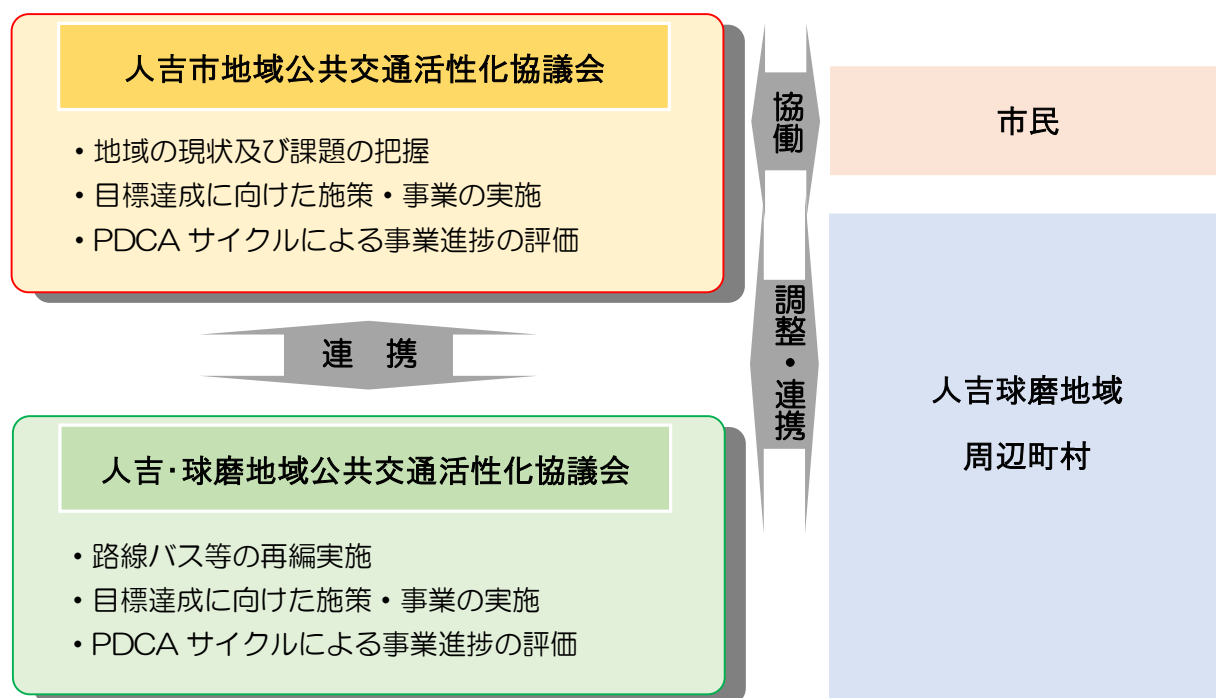 人吉市地域公共交通活性化協議会
・地域の現状及び課題の把握
・目標達成に向けた施策・事業の実施
・PDCA サイクルによる事業進捗の評価
連 携
人吉・球磨地域公共交通活性化協議会
・路線バス等の再編実施
・目標達成に向けた施策・事業の実施
・PDCA サイクルによる事業進捗の評価
協働
調整・連携
市民
人吉球磨地域
周辺町村